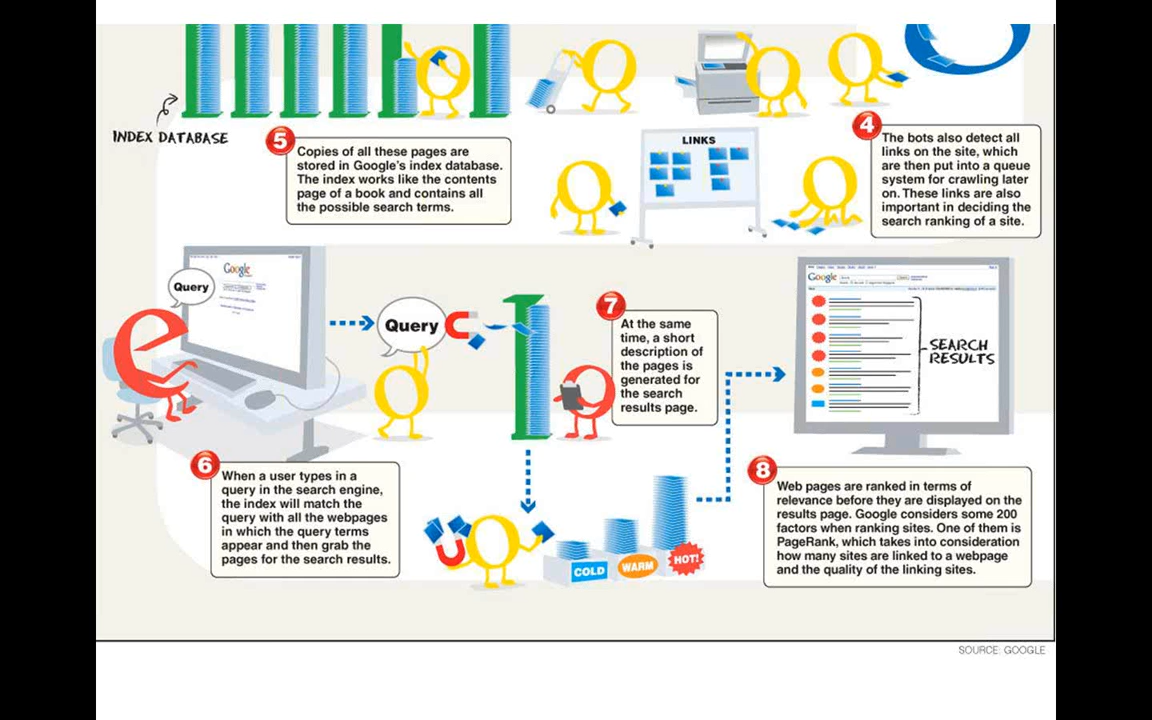 INDEX DATABASE
5
Copies of all these pages are
stored in Google's index database.
The index works like the contents
page of a book and contains all
the possible search terms.
LINKS
4
The bots also detect all
links on the site, which
are then put into a queue
system for crawling later
on. These links are also
important in deciding the
search ranking of a site.
Query
Google
Query
7
At the same
time, a short
description of
the pages is
generated for
the search
results page.
Google
SEARCH
RESULTS
6
When a user types in a
query in the search engine,
the index will match the
query with all the webpages
in which the query terms
appear and then grab the
pages for the search results.
COLD
WARM
HOT!
8
Web pages are ranked in terms of
relevance before they are displayed on the
results page. Google considers some 200
factors when ranking sites. One of them is
PageRank, which takes into consideration
how many sites are linked to a webpage
and the quality of the linking sites.
SOURCE: GOOGLE